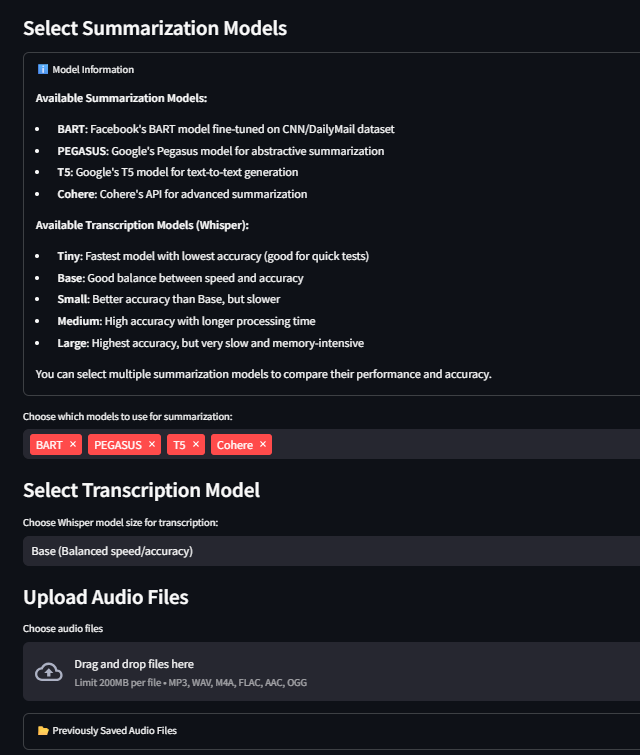 Select Summarization Models
Model Information
Available Summarization Models:
• BART: Facebook's BART model fine-tuned on CNN/DailyMail dataset
• PEGASUS: Google's Pegasus model for abstractive summarization
• T5: Google's T5 model for text-to-text generation
• Cohere: Cohere's API for advanced summarization
Available Transcription Models (Whisper):
• Tiny: Fastest model with lowest accuracy (good for quick tests)
• Base: Good balance between speed and accuracy
• Small: Better accuracy than Base, but slower
• Medium: High accuracy with longer processing time
• Large: Highest accuracy, but very slow and memory-intensive
You can select multiple summarization models to compare their performance and accuracy.
Choose which models to use for summarization:
BART × PEGASUS × T5 × Cohere ×
Select Transcription Model
Choose Whisper model size for transcription:
Base (Balanced speed/accuracy)
Upload Audio Files
Choose audio files
Drag and drop files here
Limit 200MB per file • MP3, WAV, M4A, FLAC, AAC, OGG
Previously Saved Audio Files